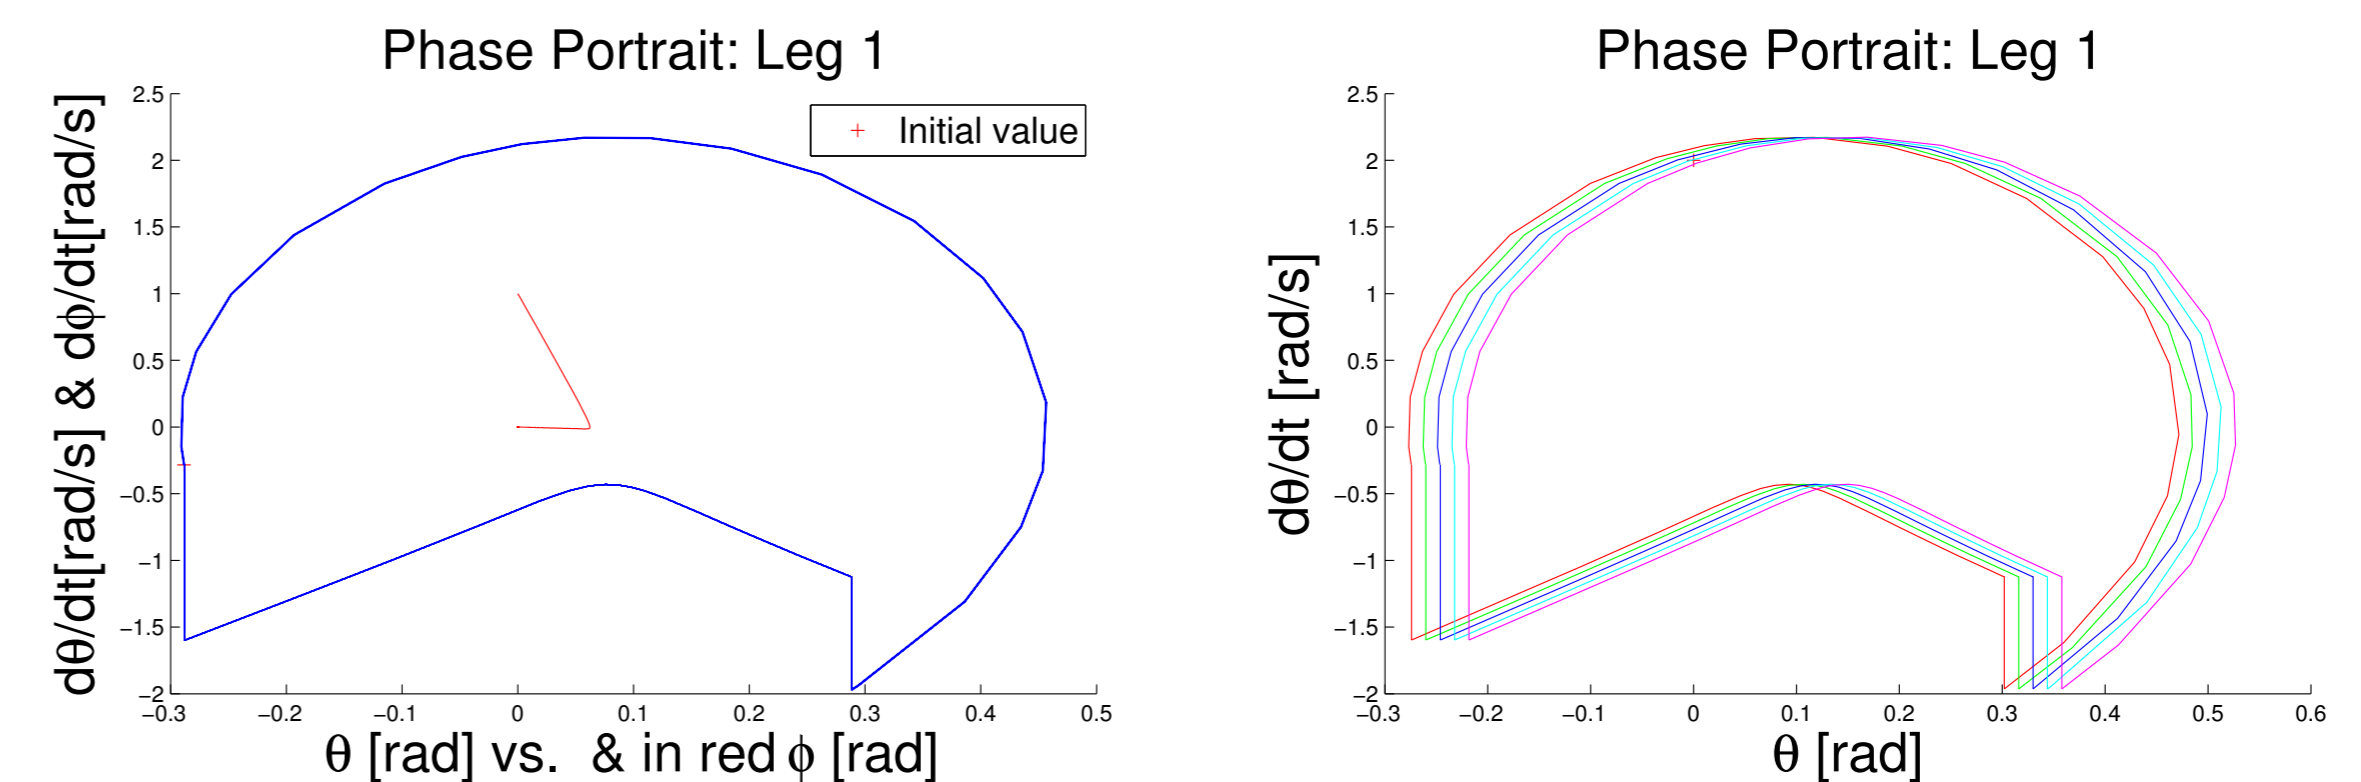 Phase Portrait: Leg 1
dθ/dt[rad/s] & dϕ/dt[rad/s]
2.5
2
1.5
1
0.5
0
−0.5
−1
−1.5
−2
Initial value
−0.3 −0.2 −0.1 0 0.1 0.2 0.3 0.4 0.5
θ [rad] vs. & in red ϕ [rad]
Phase Portrait: Leg 1
dθ/dt [rad/s]
2.5
2
1.5
1
0.5
0
−0.5
−1
−1.5
−2
−0.3 −0.2 −0.1 0 0.1 0.2 0.3 0.4 0.5 0.6
θ [rad]